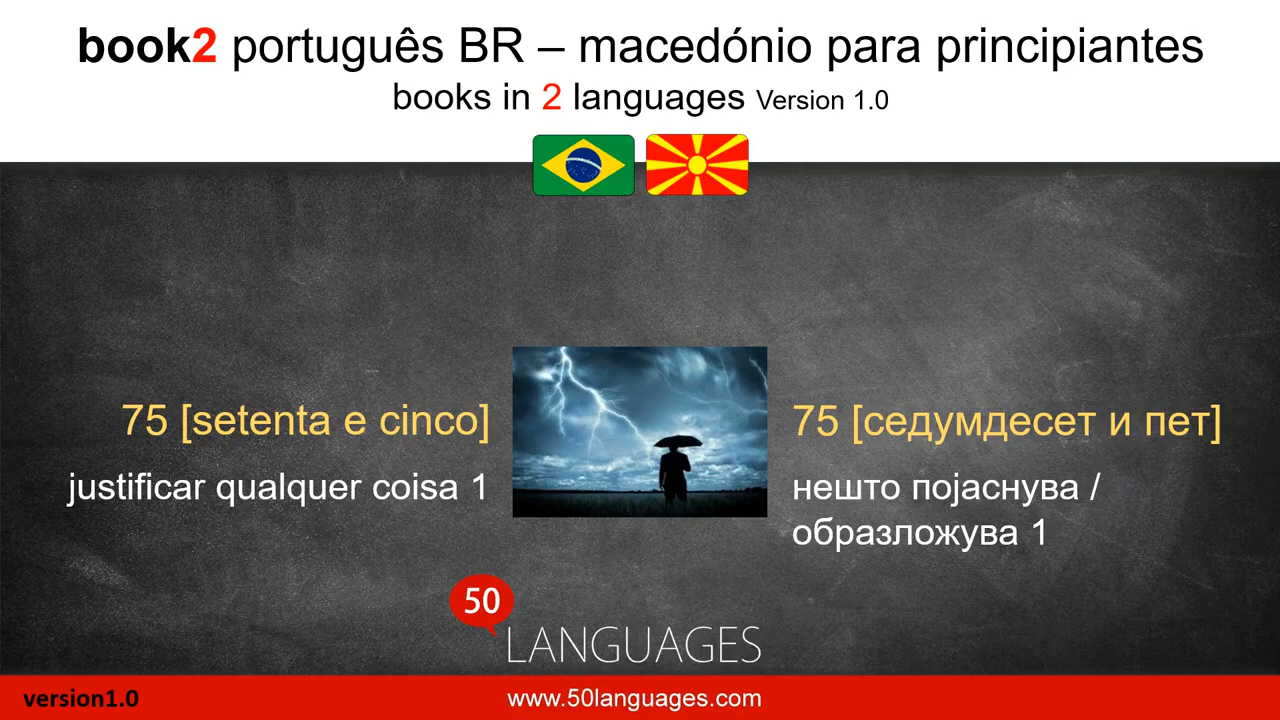 book2 português BR – macedónio para principiantes
books in 2 languages Version 1.0
75 [setenta e cinco]
justificar qualquer coisa 1
75 [седумдесет и пет]
нешто појаснува /
образложува 1
50
LANGUAGES
version1.0
www.50languages.com